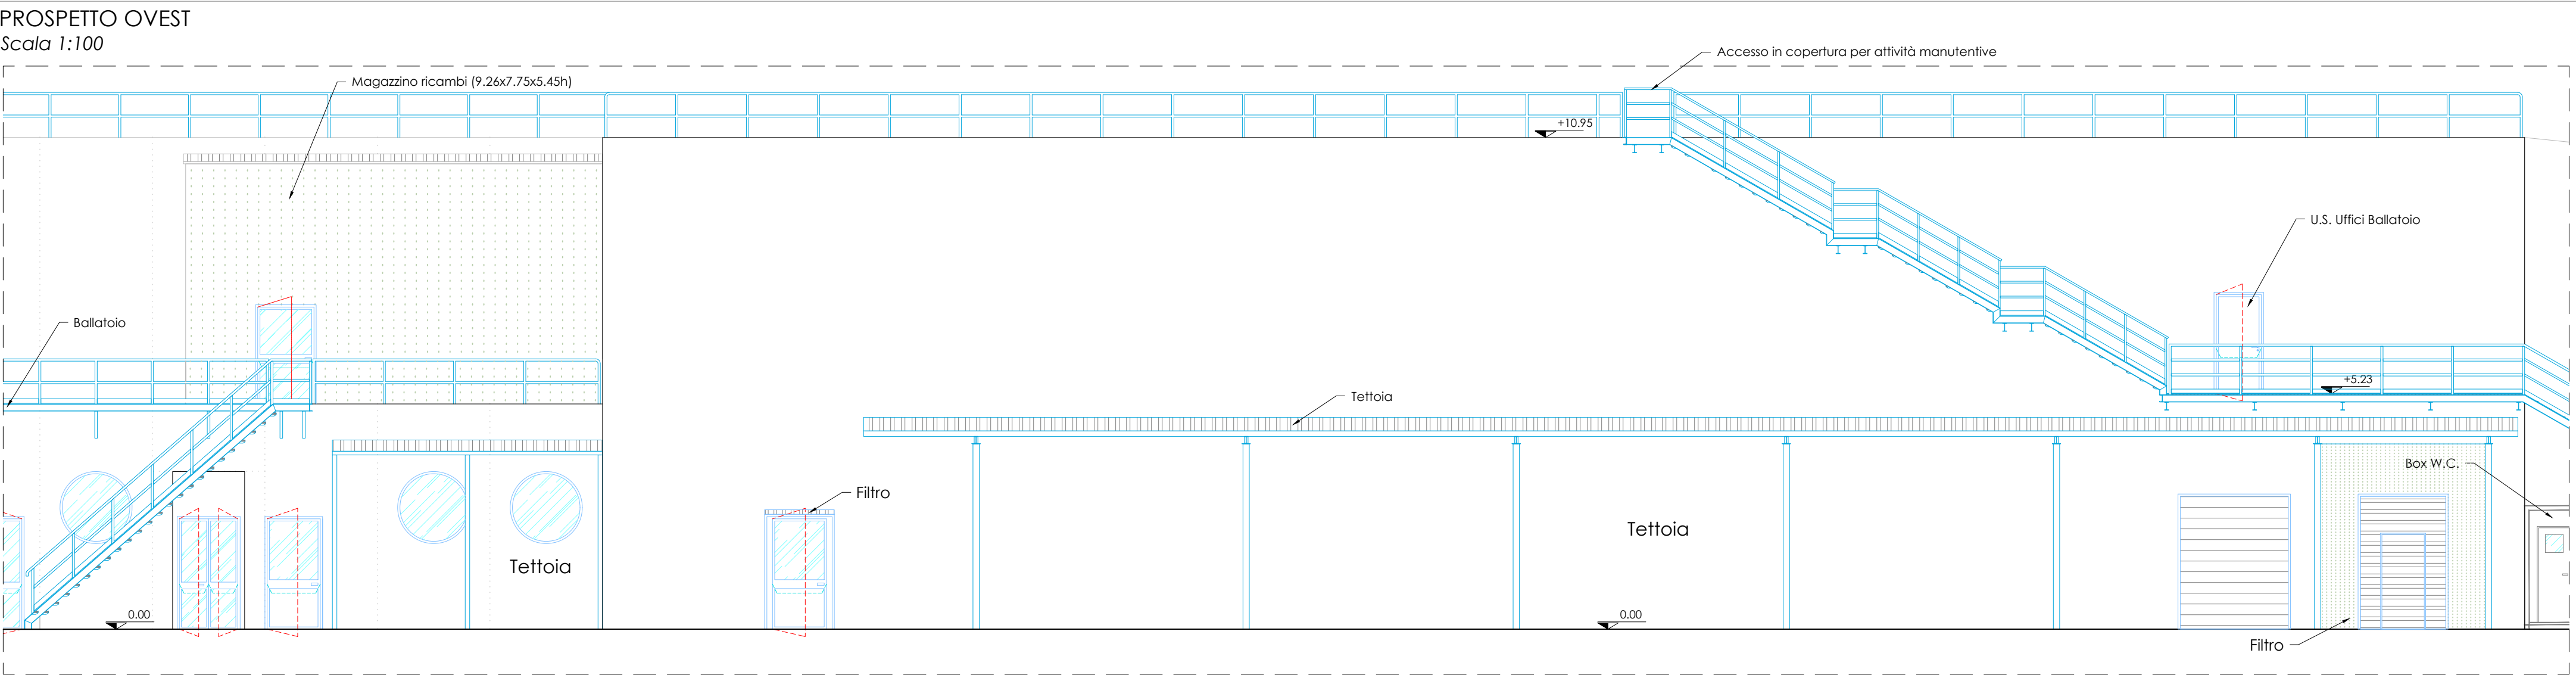 PROSPETTO OVEST
Scala 1:100
Accesso in copertura per attività manutentive
Magazzino ricambi (9.26x7.75x5.45h)
+10.95
U.S. Uffici Ballatoio
Ballatoio
+5.23
Tettoia
Box W.C.
Filtro
Tettoia
Tettoia
0.00
0.00
Filtro